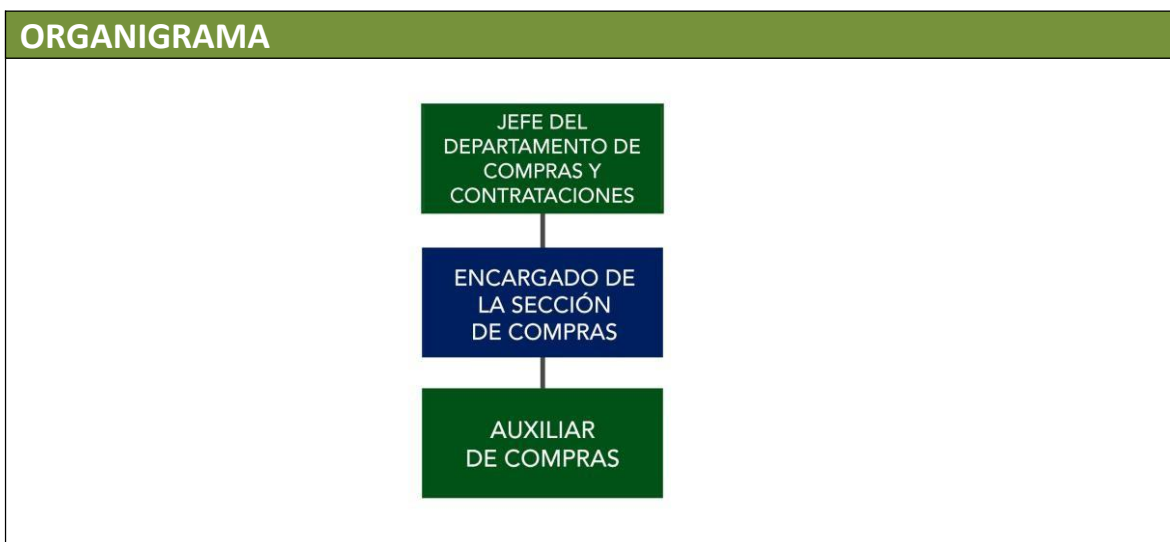 ORGANIGRAMA
JEFE DEL
DEPARTAMENTO DE
COMPRAS Y
CONTRATACIONES
ENCARGADO DE
LA SECCIÓN
DE COMPRAS
AUXILIAR
DE COMPRAS